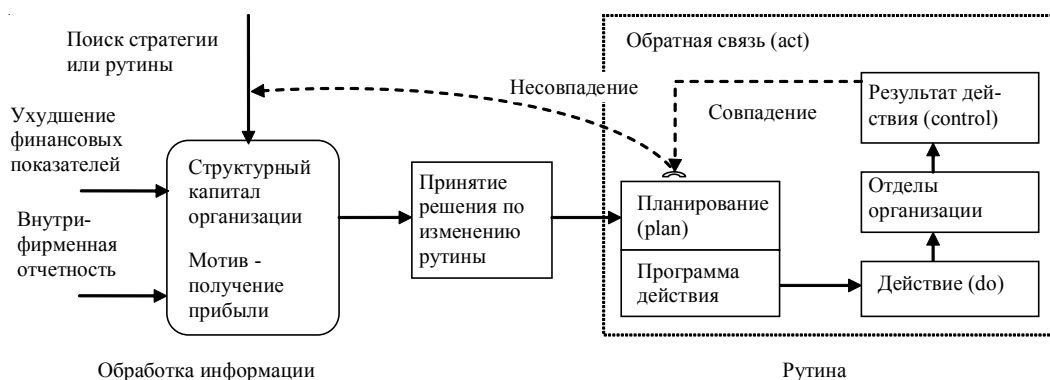 Поиск стратегии
или рутины
Ухудшение
финансовых
показателей
Внутри-
фирменная
отчетность
Структурный
капитал
организации
Мотив -
получение
прибыли
Обработка информации
Принятие
решения по
изменению
рутины
Несовпадение
Обратная связь (act)
Совпадение
Результат дей-
ствия (control)
Отделы
организации
Планирование
(plan)
Программа
действия
Действие (do)
Рутина